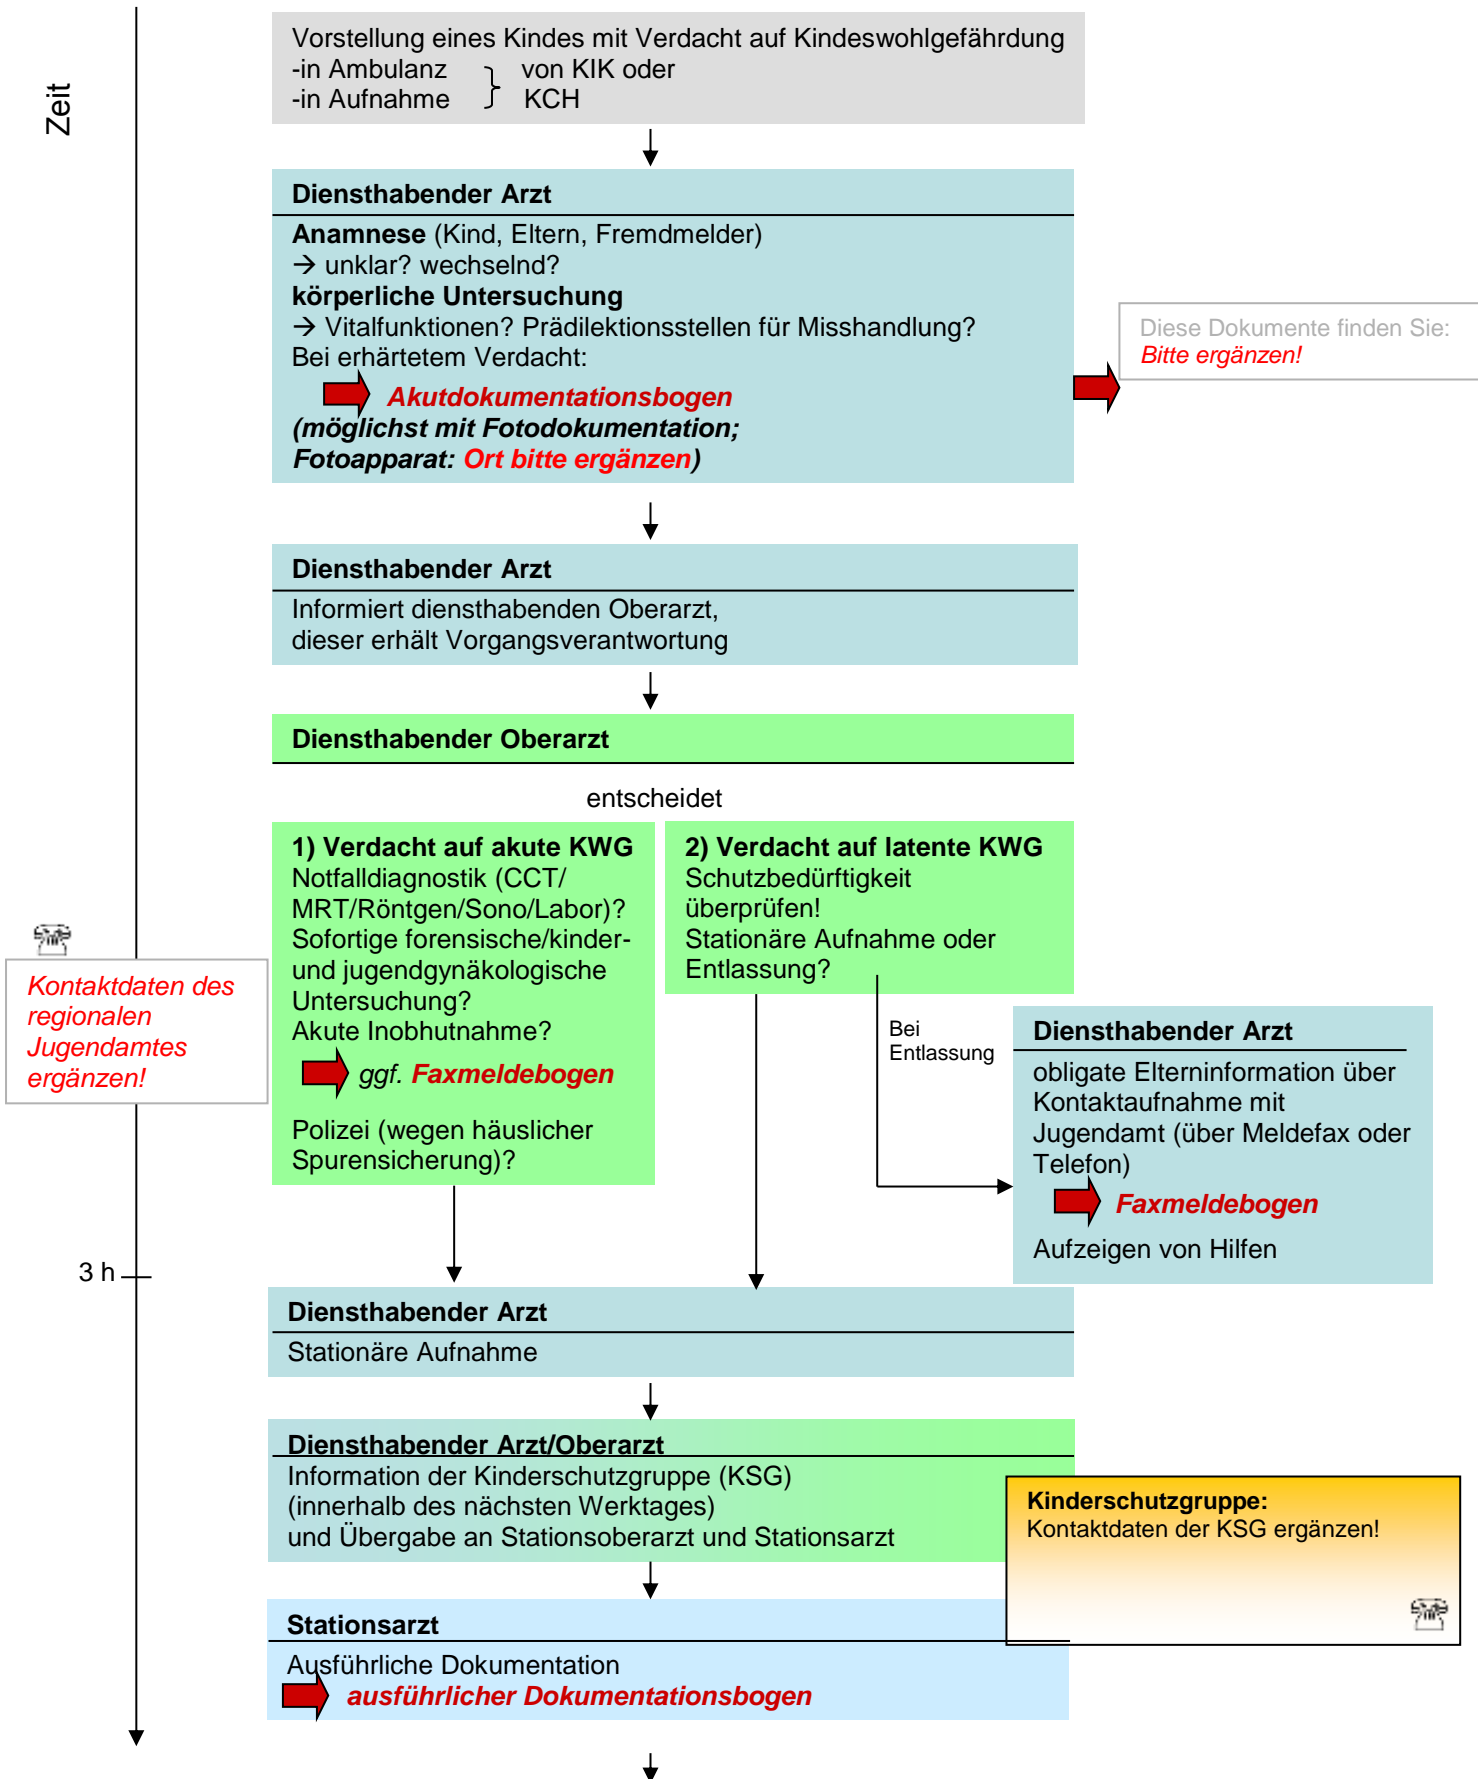 Zeit
Vorstellung eines Kindes mit Verdacht auf Kindeswohlgefährdung
-in Ambulanz von KIK oder
-in Aufnahme KCH
Diensthabender Arzt
Anamnese (Kind, Eltern, Fremdmelder)
→ unklar? wechselnd?
körperliche Untersuchung
→ Vitalfunktionen? Prädilektionsstellen für Misshandlung?
Bei erhärtetem Verdacht:
Akutdokumentationsbogen
(möglichst mit Fotodokumentation;
Fotoapparat: Ort bitte ergänzen)
Diese Dokumente finden Sie:
Bitte ergänzen!
Diensthabender Arzt
Informiert diensthabenden Oberarzt,
dieser erhält Vorgangsverantwortung
Diensthabender Oberarzt
entscheidet
1) Verdacht auf akute KWG
Notfalldiagnostik (CCT/
MRT/Röntgen/Sono/Labor)?
Sofortige forensische/kinder-
und jugendgynäkologische
Untersuchung?
Akute Inobhutnahme?
ggf. Faxmeldebogen
Polizei (wegen häuslicher
Spurensicherung)?
2) Verdacht auf latente KWG
Schutzbedürftigkeit
überprüfen!
Stationäre Aufnahme oder
Entlassung?
Kontaktdaten des
regionalen
Jugendamtes
ergänzen!
Bei
Entlassung
Diensthabender Arzt
obligate Elterninformation über
Kontaktaufnahme mit
Jugendamt (über Meldefax oder
Telefon)
Faxmeldebogen
Aufzeigen von Hilfen
3 h
Diensthabender Arzt
Stationäre Aufnahme
Diensthabender Arzt/Oberarzt
Information der Kinderschutzgruppe (KSG)
(innerhalb des nächsten Werktages)
und Übergabe an Stationsoberarzt und Stationsarzt
Kinderschutzgruppe:
Kontaktdaten der KSG ergänzen!
Stationsarzt
Ausführliche Dokumentation
ausführlicher Dokumentationsbogen